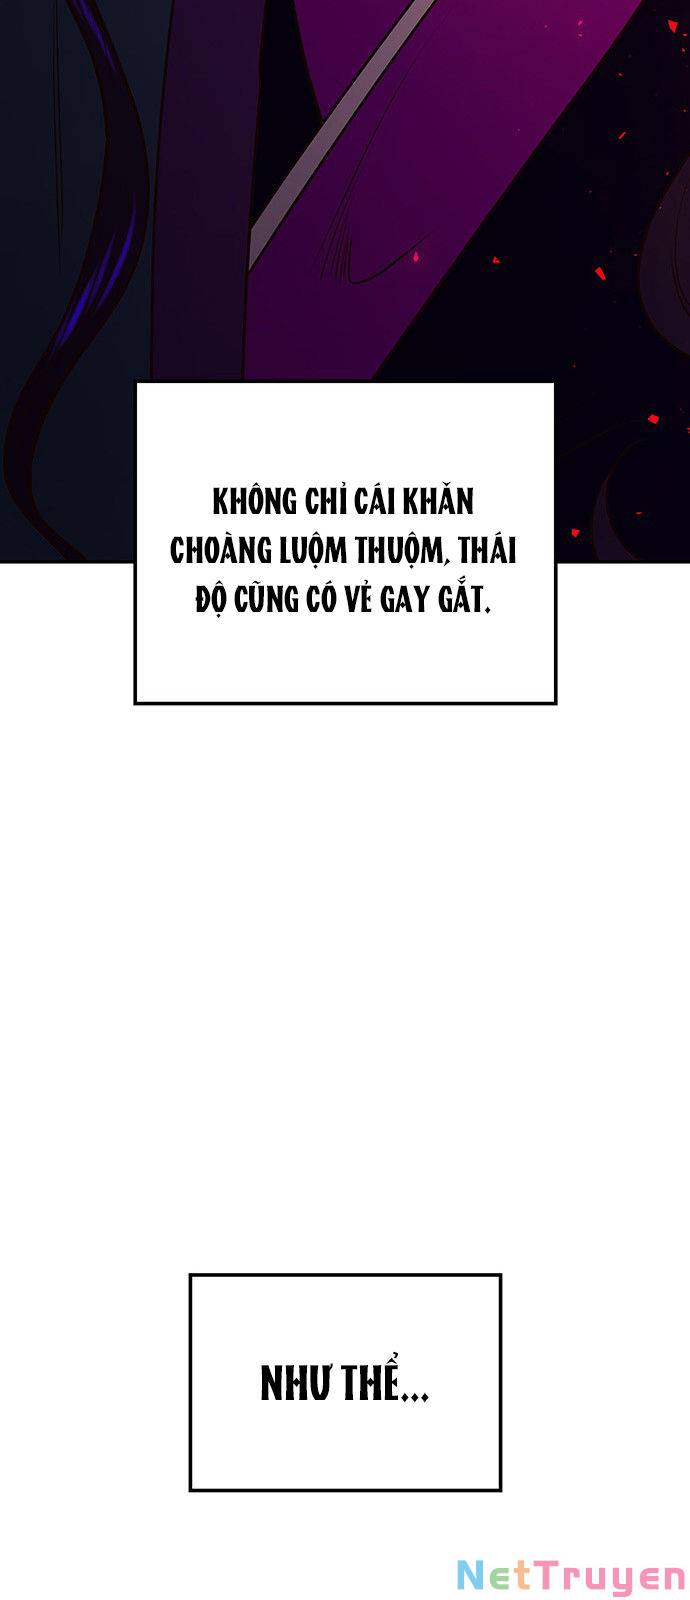 KHÔNG CHỈ CÁI KHĂN
CHOÀNG LUỘM THUỘM, THÁI
ĐỘ CŨNG CÓ VẺ GAY GẮT.
NHƯ THỂ...
NetTruyen